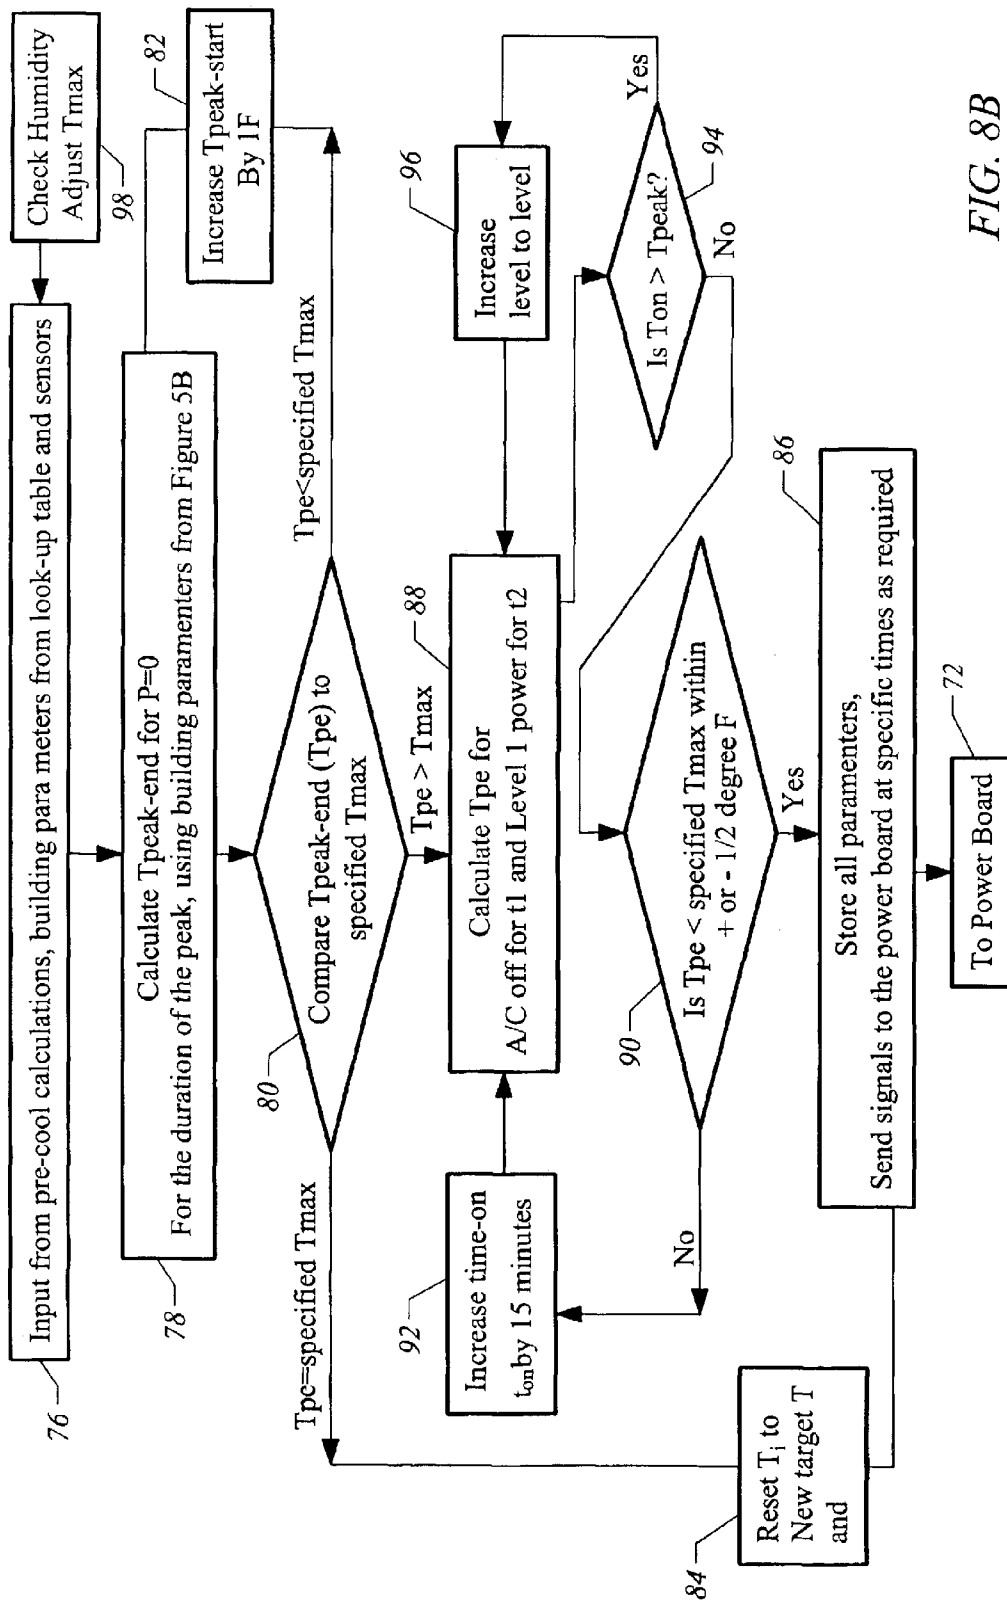 76
Input from pre-cool calculations, building para meters from look-up table and sensors
Check Humidity
Adjust Tmax
98
78
Calculate Tpeak-end for P=0
For the duration of the peak, using building paramenters from Figure 5B
82
Increase Tpeak-start
By 1F
80
Compare Tpeak-end (Tpe) to
specified Tmax
Tpc=specified Tmax
Tpe<specified Tmax
Tpe > Tmax
88
Calculate Tpe for
A/C off for t1 and Level 1 power for t2
96
Increase
level to level
92
Increase time-on
ton by 15 minutes
Yes
Is Ton > Tpeak?
94
No
90
Is Tpe < specified Tmax within
+ or - 1/2 degree F
No
Yes
84
Reset Ti to
New target T
and
86
Store all paramenters,
Send signals to the power board at specific times as required
72
To Power Board
FIG. 8B